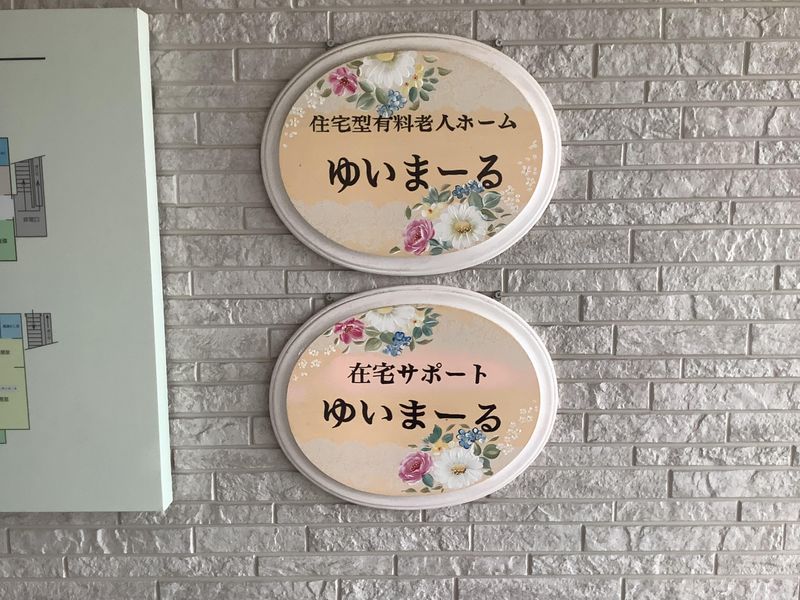 住宅型有料老人ホーム
ゆいまーる
在宅サポート
ゆいまーる